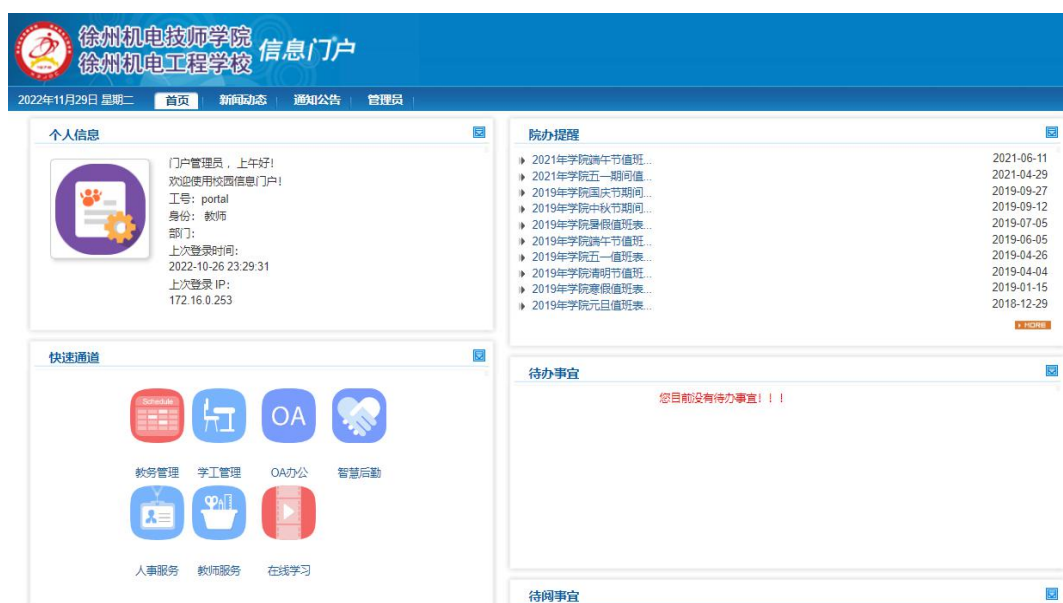 徐州机电技师学院
徐州机电工程学校
信息门户
2022年11月29日 星期二
首页
新闻动态
通知公告
管理员
个人信息
门户管理员，上午好!
欢迎使用校园信息门户!
工号: portal
身份: 教师
部门:
上次登录时间:
2022-10-26 23:29:31
上次登录 IP:
172.16.0.253
院办提醒
2021年学院端午节值班... 2021-06-11
2021年学院五一期间值... 2021-04-29
2019年学院国庆节期间... 2019-09-27
2019年学院中秋节期间... 2019-09-12
2019年学院暑假值班表... 2019-07-05
2019年学院端午节值班... 2019-06-05
2019年学院五一值班表... 2019-04-26
2019年学院清明节值班... 2019-04-04
2019年学院寒假值班表... 2019-01-15
2019年学院元旦值班表... 2018-12-29
MORE
快速通道
Schedule
OA
教务管理
学工管理
OA办公
智慧后勤
人事服务
教师服务
在线学习
待办事宜
您目前没有待办事宜!!!
待阅事宜